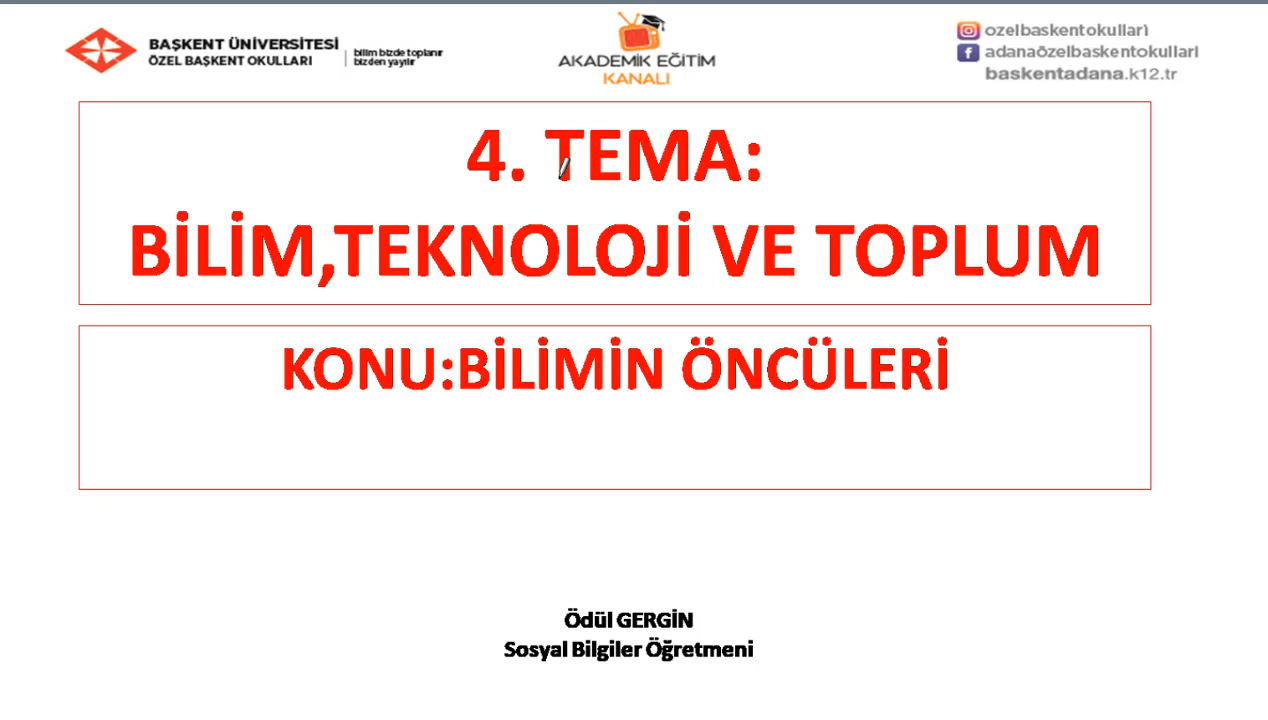 BAŞKENT ÜNİVERSİTESİ
ÖZEL BAŞKENT OKULLARI
bilim bizde toplanır
bizden yayılır
AKADEMİK EĞİTİM
KANALI
ozelbaskentokullari
adanaözelbaskentokullari
baskentadana.k12.tr
4. TEMA:
BİLİM,TEKNOLOJİ VE TOPLUM
KONU:BİLİMİN ÖNCÜLERİ
Ödül GERGİN
Sosyal Bilgiler Öğretmeni